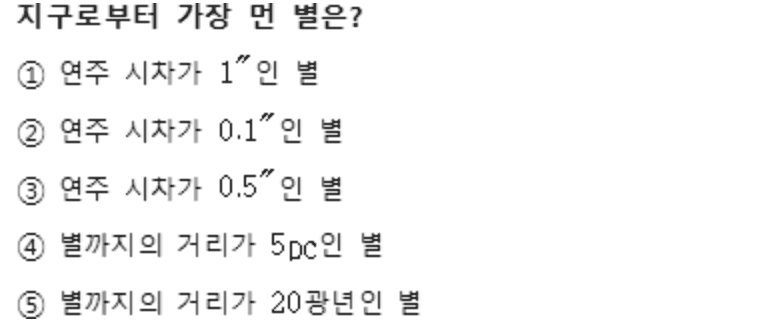 지구로부터 가장 먼 별은?
① 연주 시차가 1″인 별
② 연주 시차가 0.1″인 별
③ 연주 시차가 0.5″인 별
④ 별까지의 거리가 5pc인 별
⑤ 별까지의 거리가 20광년인 별